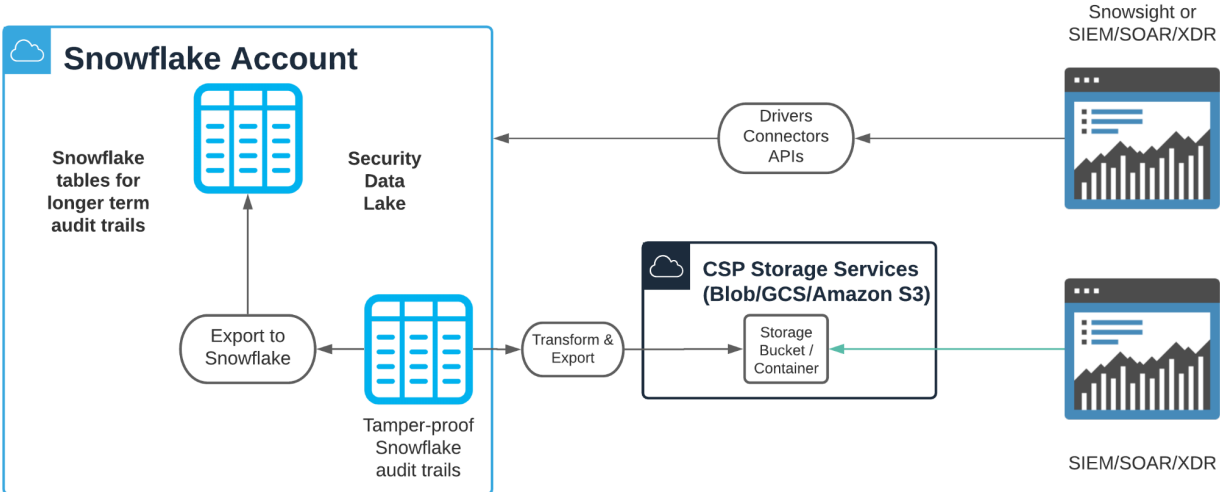 Snowflake Account
Snowflake
tables for
longer term
audit trails
Security
Data
Lake
Export to
Snowflake
Tamper-proof
Snowflake
audit trails
Drivers
Connectors
APIs
Snowsight or
SIEM/SOAR/XDR
Transform &
Export
CSP Storage Services
(Blob/GCS/Amazon S3)
Storage
Bucket /
Container
SIEM/SOAR/XDR